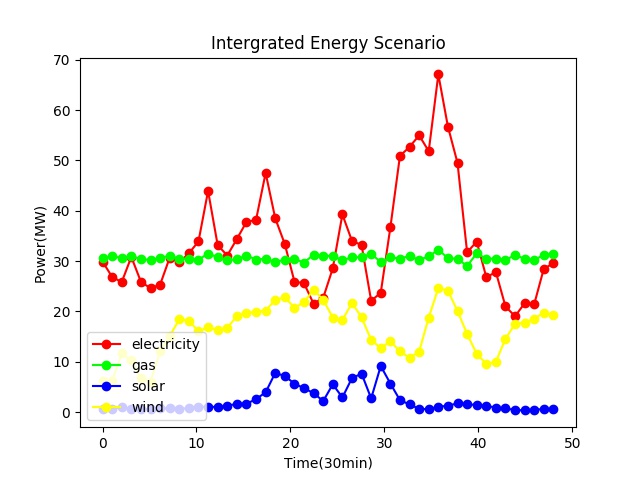 Intergrated Energy Scenario
Power(MW)
70
60
50
40
30
20
10
0
electricity
gas
solar
wind
0 10 20 30 40 50
Time(30min)